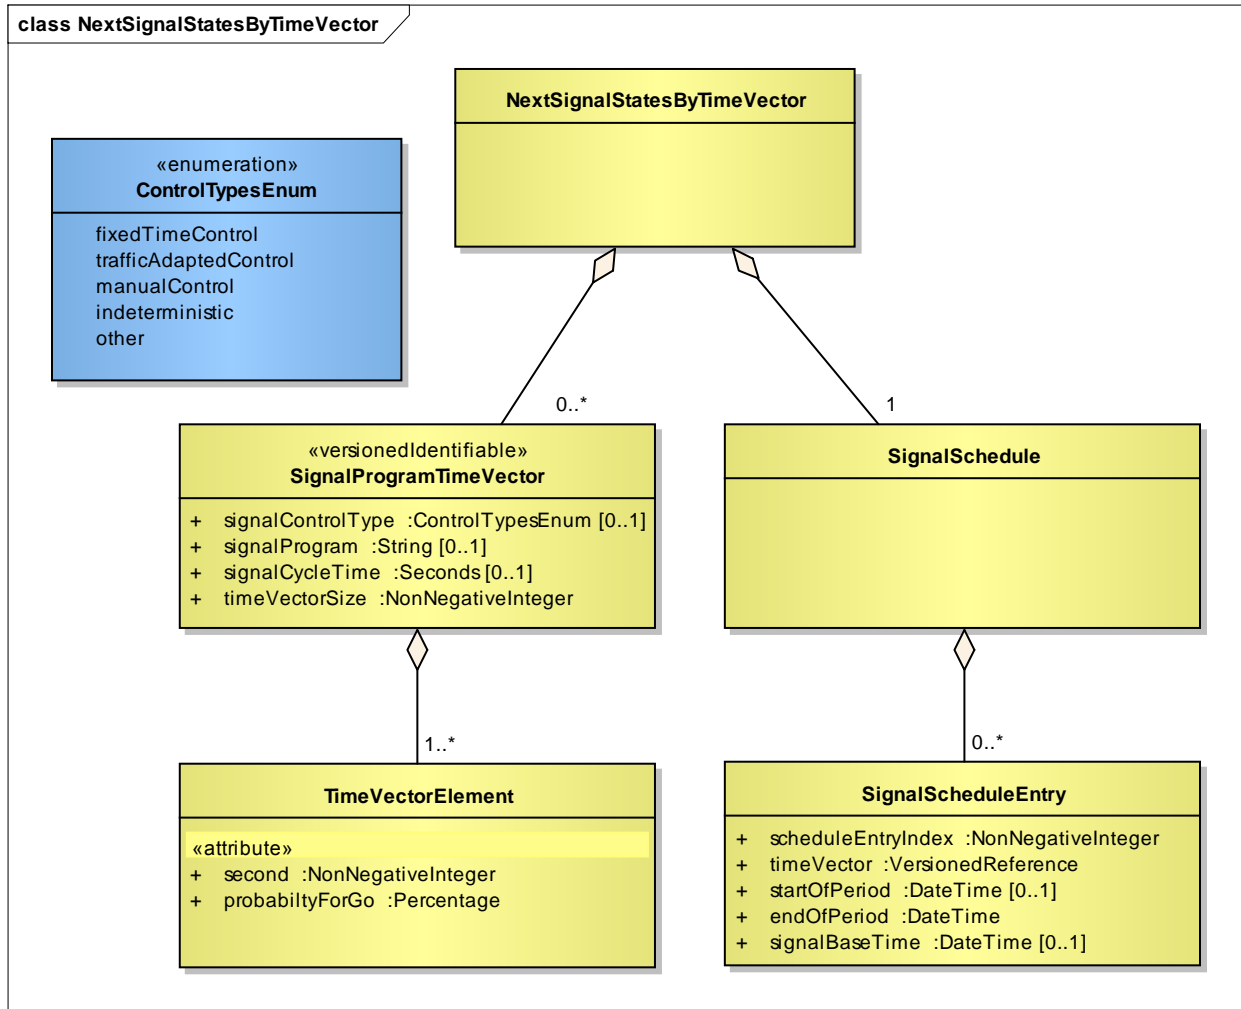 class NextSignalStatesByTimeVector
NextSignalStatesByTimeVector
«enumeration»
ControlTypesEnum
fixedTimeControl
trafficAdaptedControl
manualControl
indeterministic
other
0..*
1
«versionedIdentifiable»
SignalProgramTimeVector
+ signalControlType :ControlTypesEnum [0..1]
+ signalProgram :String [0..1]
+ signalCycleTime :Seconds [0..1]
+ timeVectorSize :NonNegativeInteger
SignalSchedule
1..*
0..*
TimeVectorElement
«attribute»
+ second :NonNegativeInteger
+ probabiltyForGo :Percentage
SignalScheduleEntry
+ scheduleEntryIndex :NonNegativeInteger
+ timeVector :VersionedReference
+ startOfPeriod :DateTime [0..1]
+ endOfPeriod :DateTime
+ signalBaseTime :DateTime [0..1]